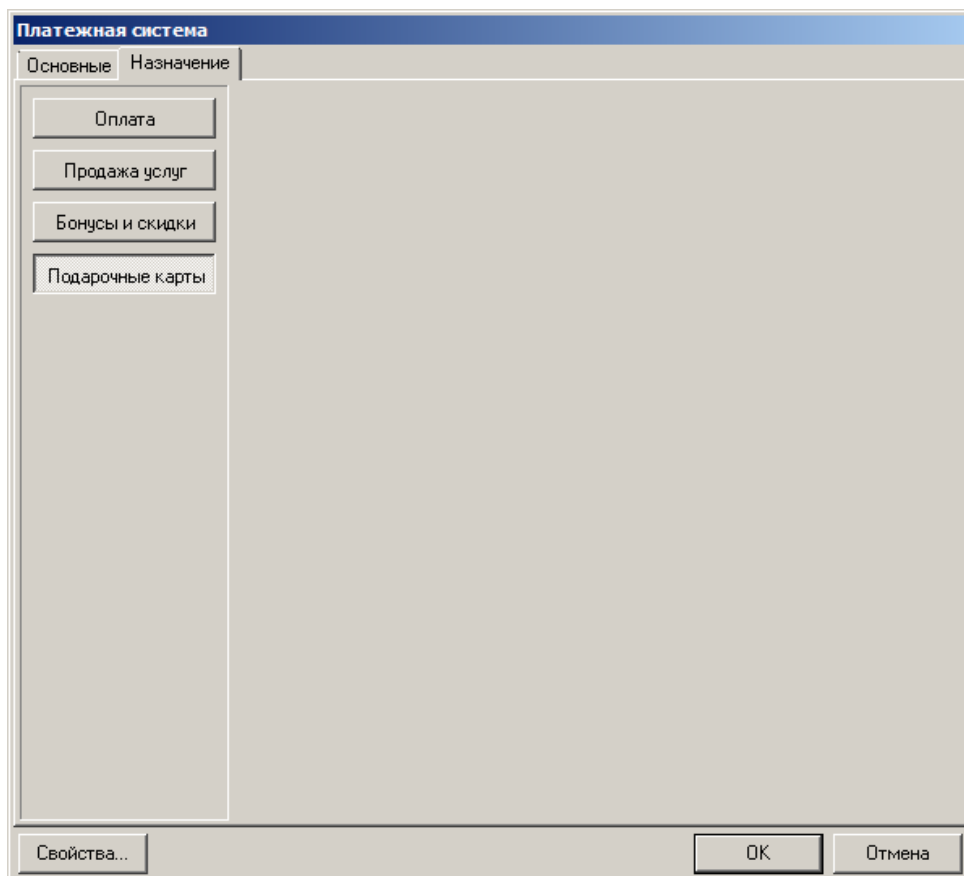 Платежная система
Основные Назначение
Оплата
Продажа услуг
Бонусы и скидки
Подарочные карты
Свойства... OK Отмена